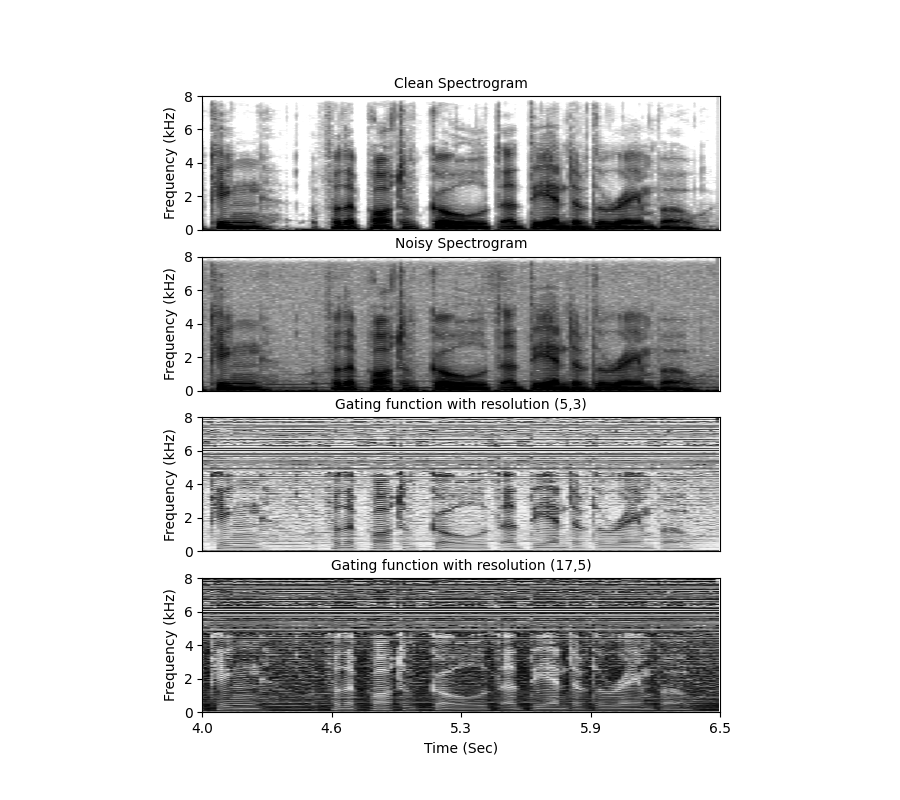 Clean Spectrogram
Frequency (kHz)
8
6
4
2
0
Noisy Spectrogram
Frequency (kHz)
8
6
4
2
0
Gating function with resolution (5,3)
Frequency (kHz)
8
6
4
2
0
Gating function with resolution (17,5)
Frequency (kHz)
8
6
4
2
0
4.0 4.6 5.3 5.9 6.5
Time (Sec)